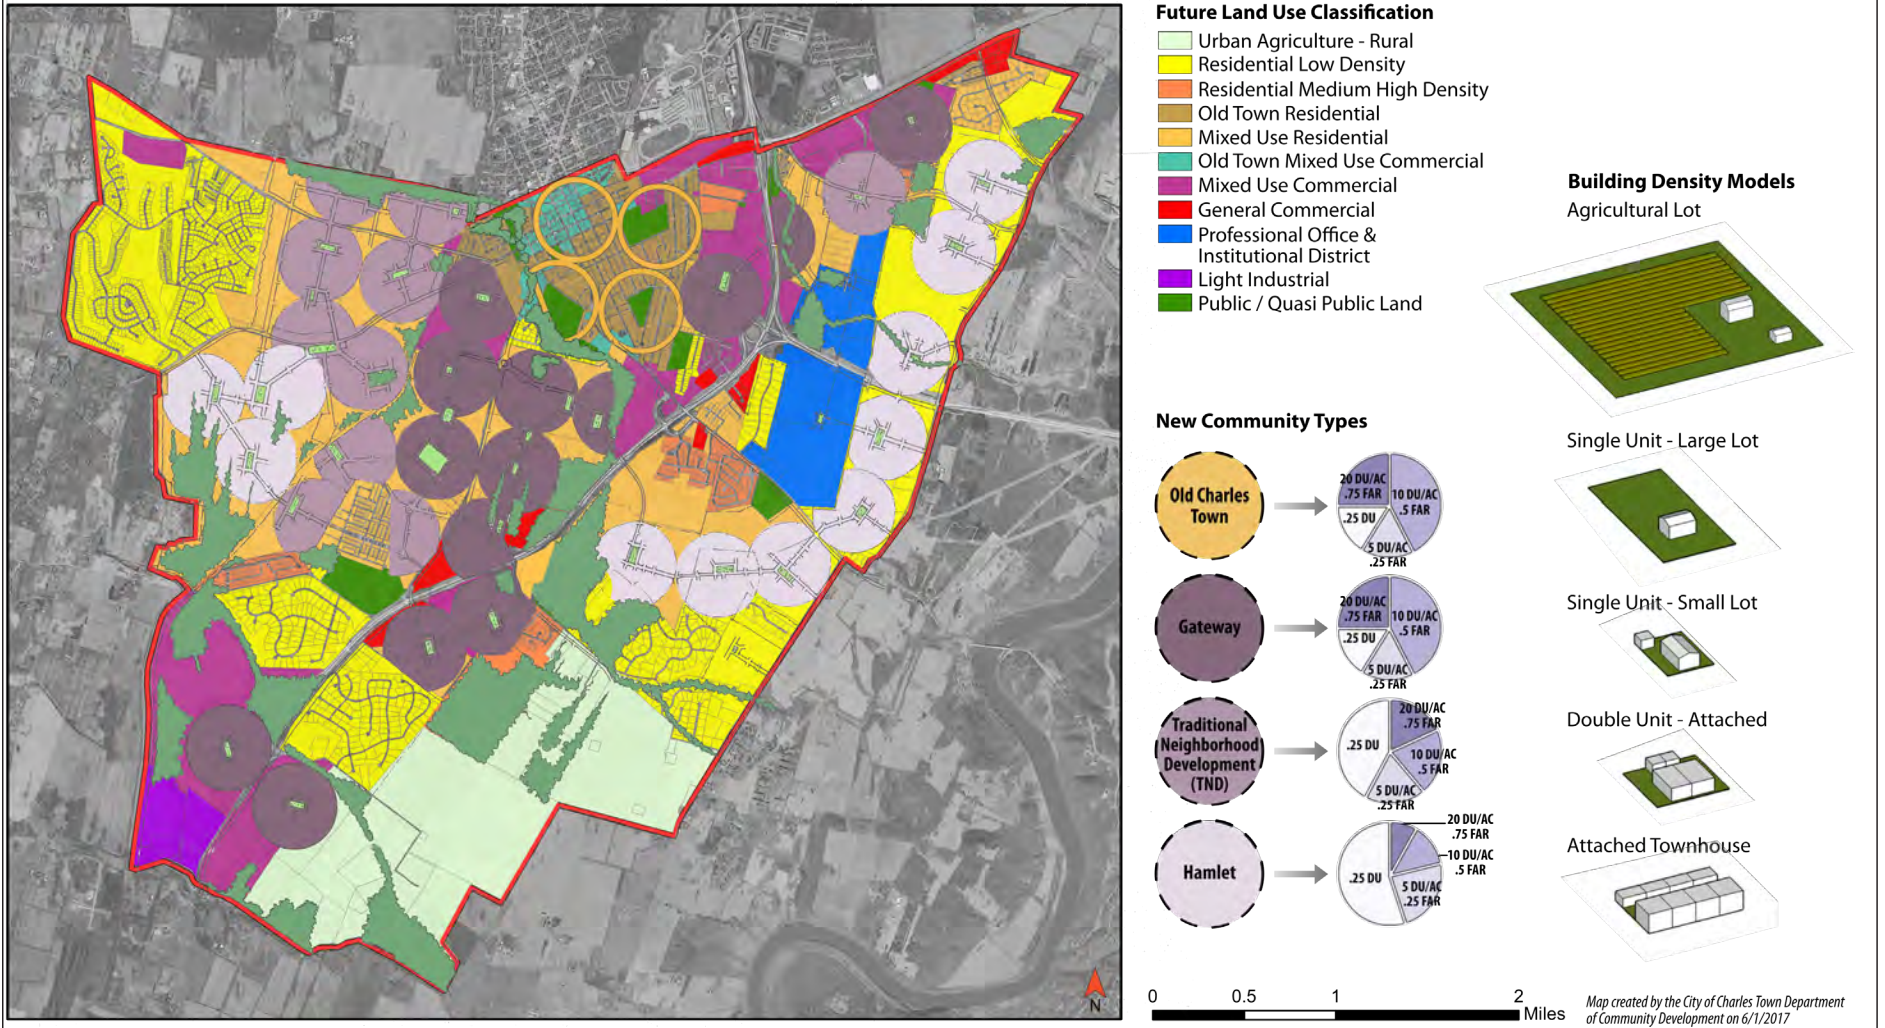 Future Land Use Classification
Urban Agriculture - Rural
Residential Low Density
Residential Medium High Density
Old Town Residential
Mixed Use Residential
Old Town Mixed Use Commercial
Mixed Use Commercial
General Commercial
Professional Office &
Institutional District
Light Industrial
Public / Quasi Public Land
New Community Types
Old Charles
Town
20 DU/AC
.75 FAR
10 DU/AC
.5 FAR
.25 DU
5 DU/AC
.25 FAR
Gateway
20 DU/AC
.75 FAR
10 DU/AC
.5 FAR
.25 DU
5 DU/AC
.25 FAR
Traditional
Neighborhood
Development
(TND)
20 DU/AC
.75 FAR
.25 DU
10 DU/AC
.5 FAR
5 DU/AC
.25 FAR
Hamlet
20 DU/AC
.75 FAR
10 DU/AC
.5 FAR
.25 DU
5 DU/AC
.25 FAR
Building Density Models
Agricultural Lot
Single Unit - Large Lot
Single Unit - Small Lot
Double Unit - Attached
Attached Townhouse
N
0 0.5 1 2
Miles
Map created by the City of Charles Town Department
of Community Development on 6/1/2017